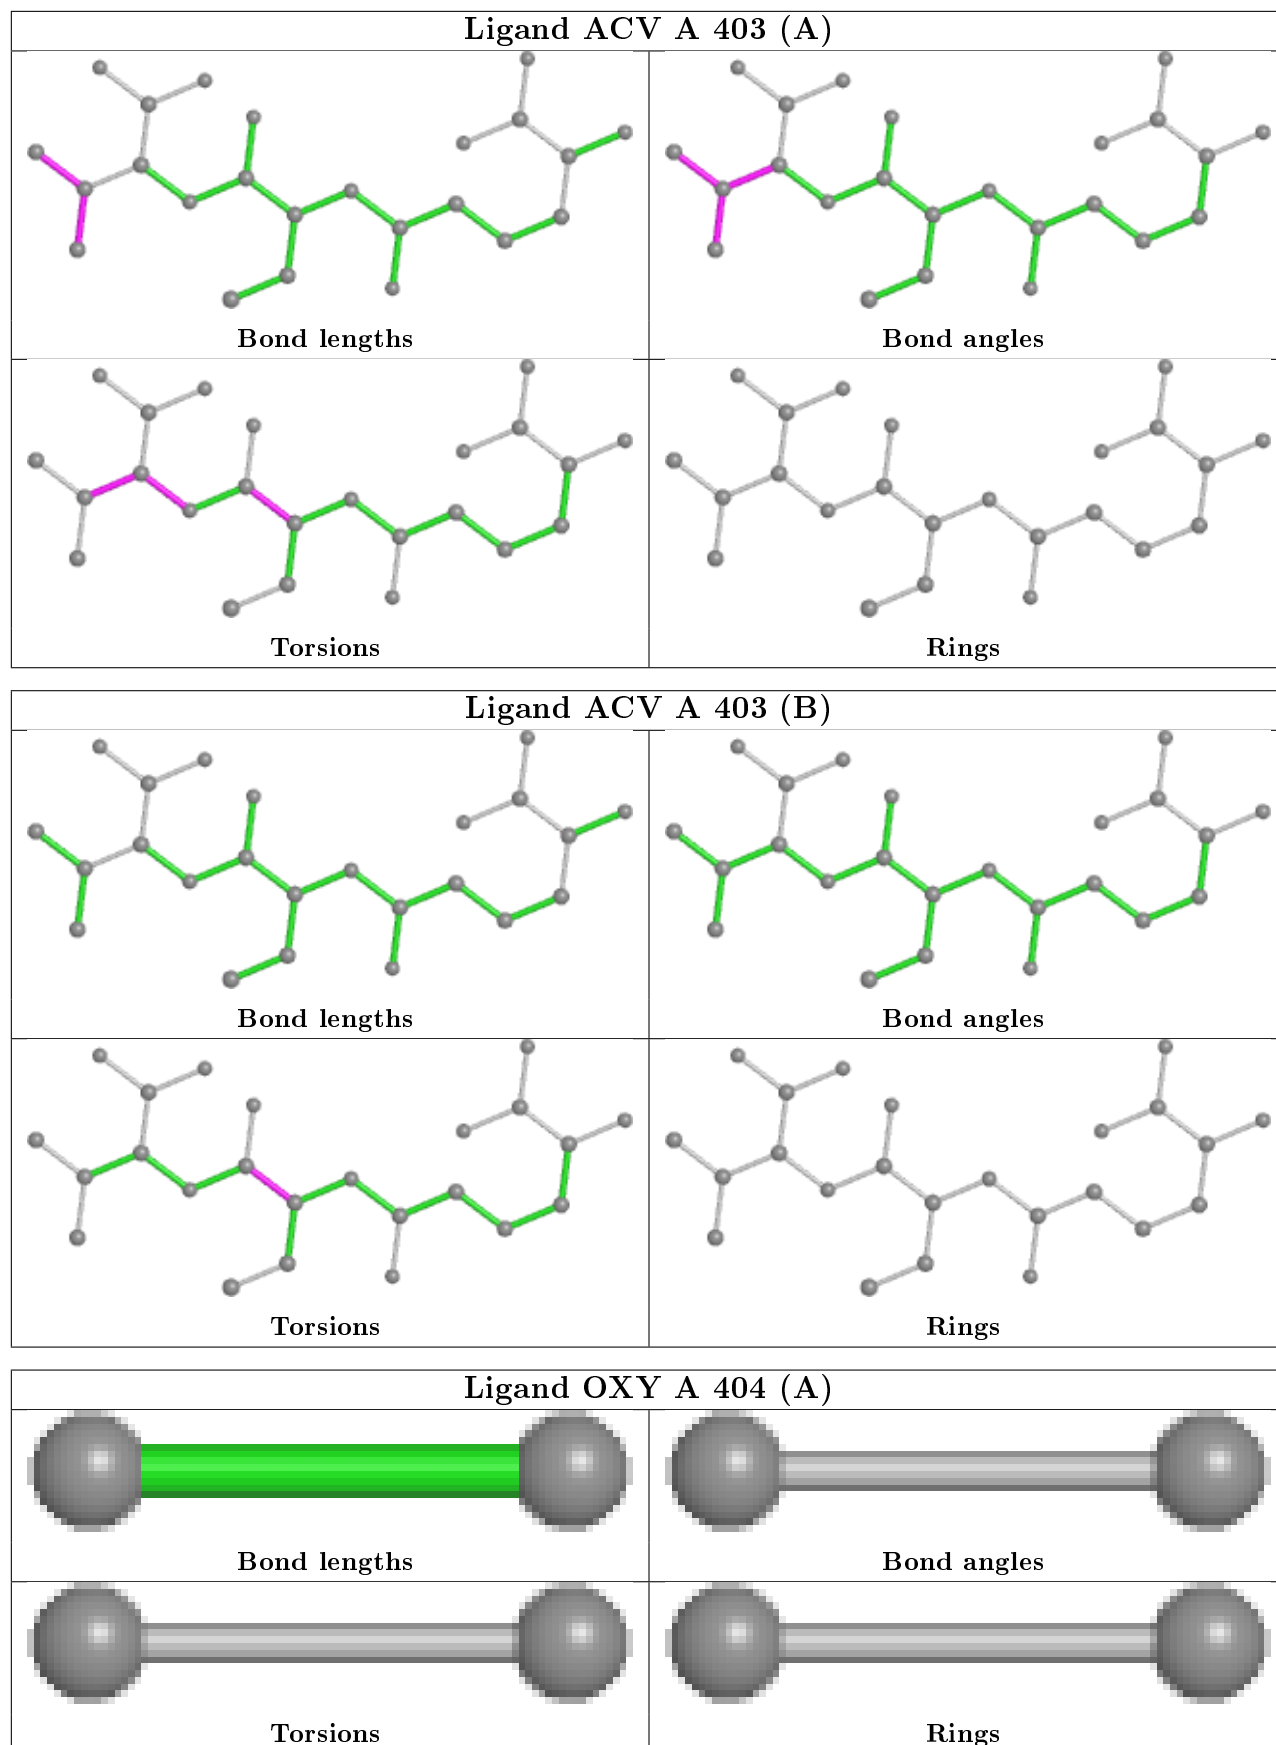 Ligand ACV A 403 (A)
Bond lengths
Bond angles
Torsions
Rings
Ligand ACV A 403 (B)
Bond lengths
Bond angles
Torsions
Rings
Ligand OXY A 404 (A)
Bond lengths
Bond angles
Torsions
Rings